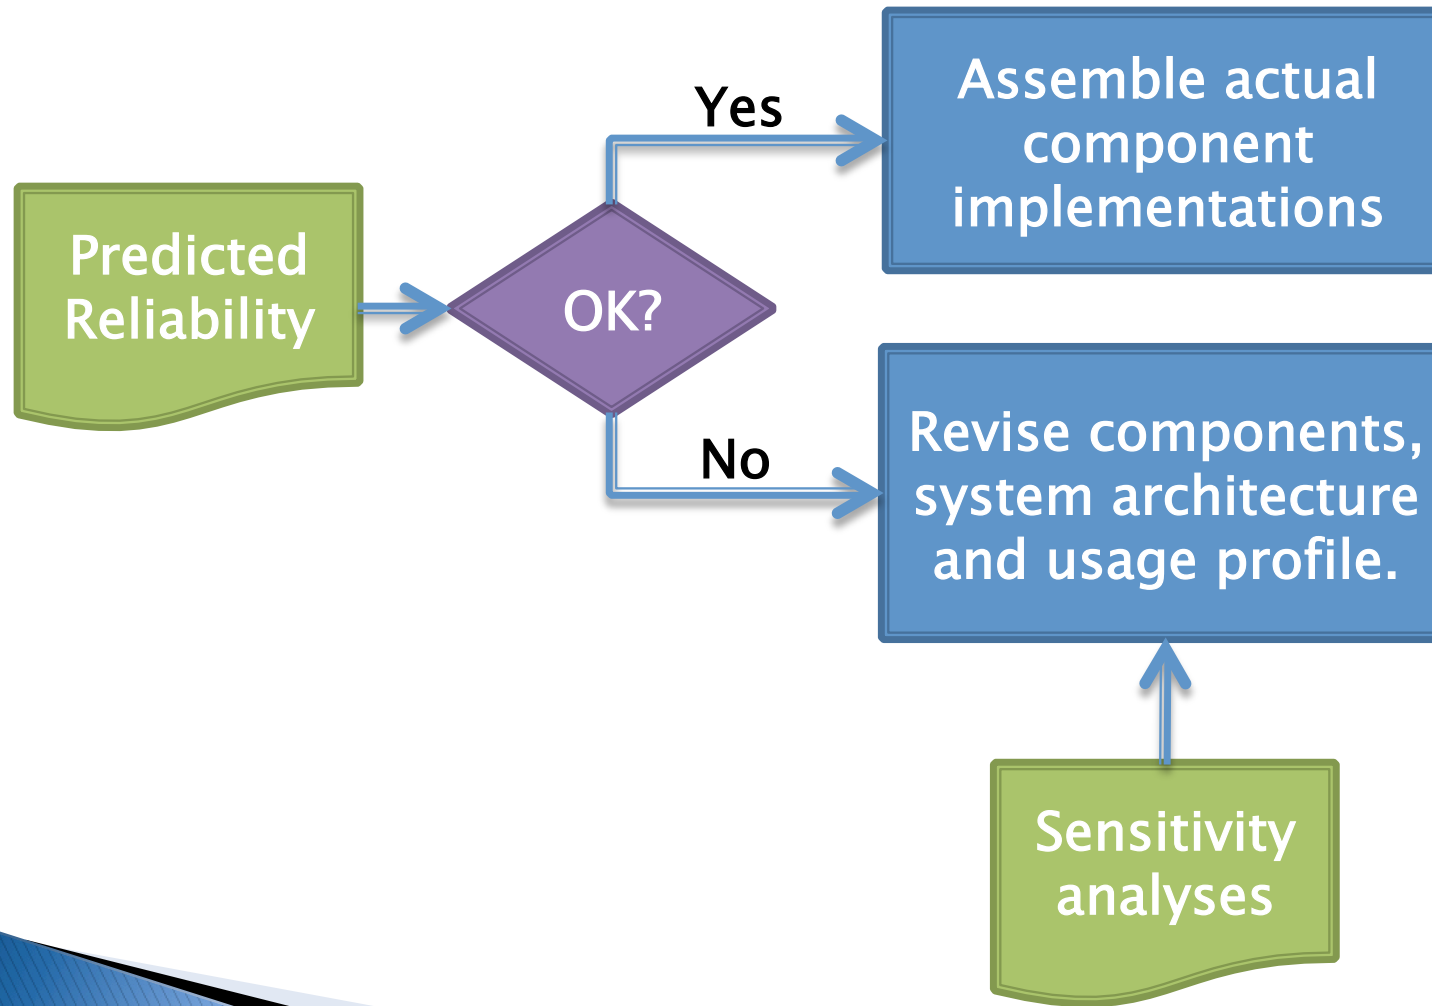 Predicted
Reliability
OK?
Yes
Assemble actual
component
implementations
No
Revise components,
system architecture
and usage profile.
Sensitivity
analyses